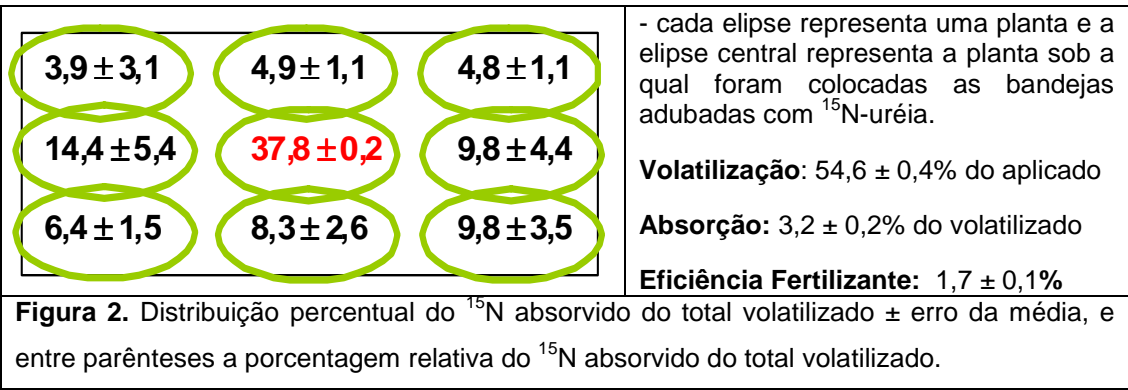 3,9 ± 3,1 4,9 ± 1,1 4,8 ± 1,1
14,4 ± 5,4 37,8 ± 0,2 9,8 ± 4,4
6,4 ± 1,5 8,3 ± 2,6 9,8 ± 3,5
- cada elipse representa uma planta e a
elipse central representa a planta sob a
qual foram colocadas as bandejas
adubadas com ¹⁵N-uréia.
Volatilização: 54,6 ± 0,4% do aplicado
Absorção: 3,2 ± 0,2% do volatilizado
Eficiência Fertilizante: 1,7 ± 0,1%
Figura 2. Distribuição percentual do ¹⁵N absorvido do total volatilizado ± erro da média, e
entre parênteses a porcentagem relativa do ¹⁵N absorvido do total volatilizado.